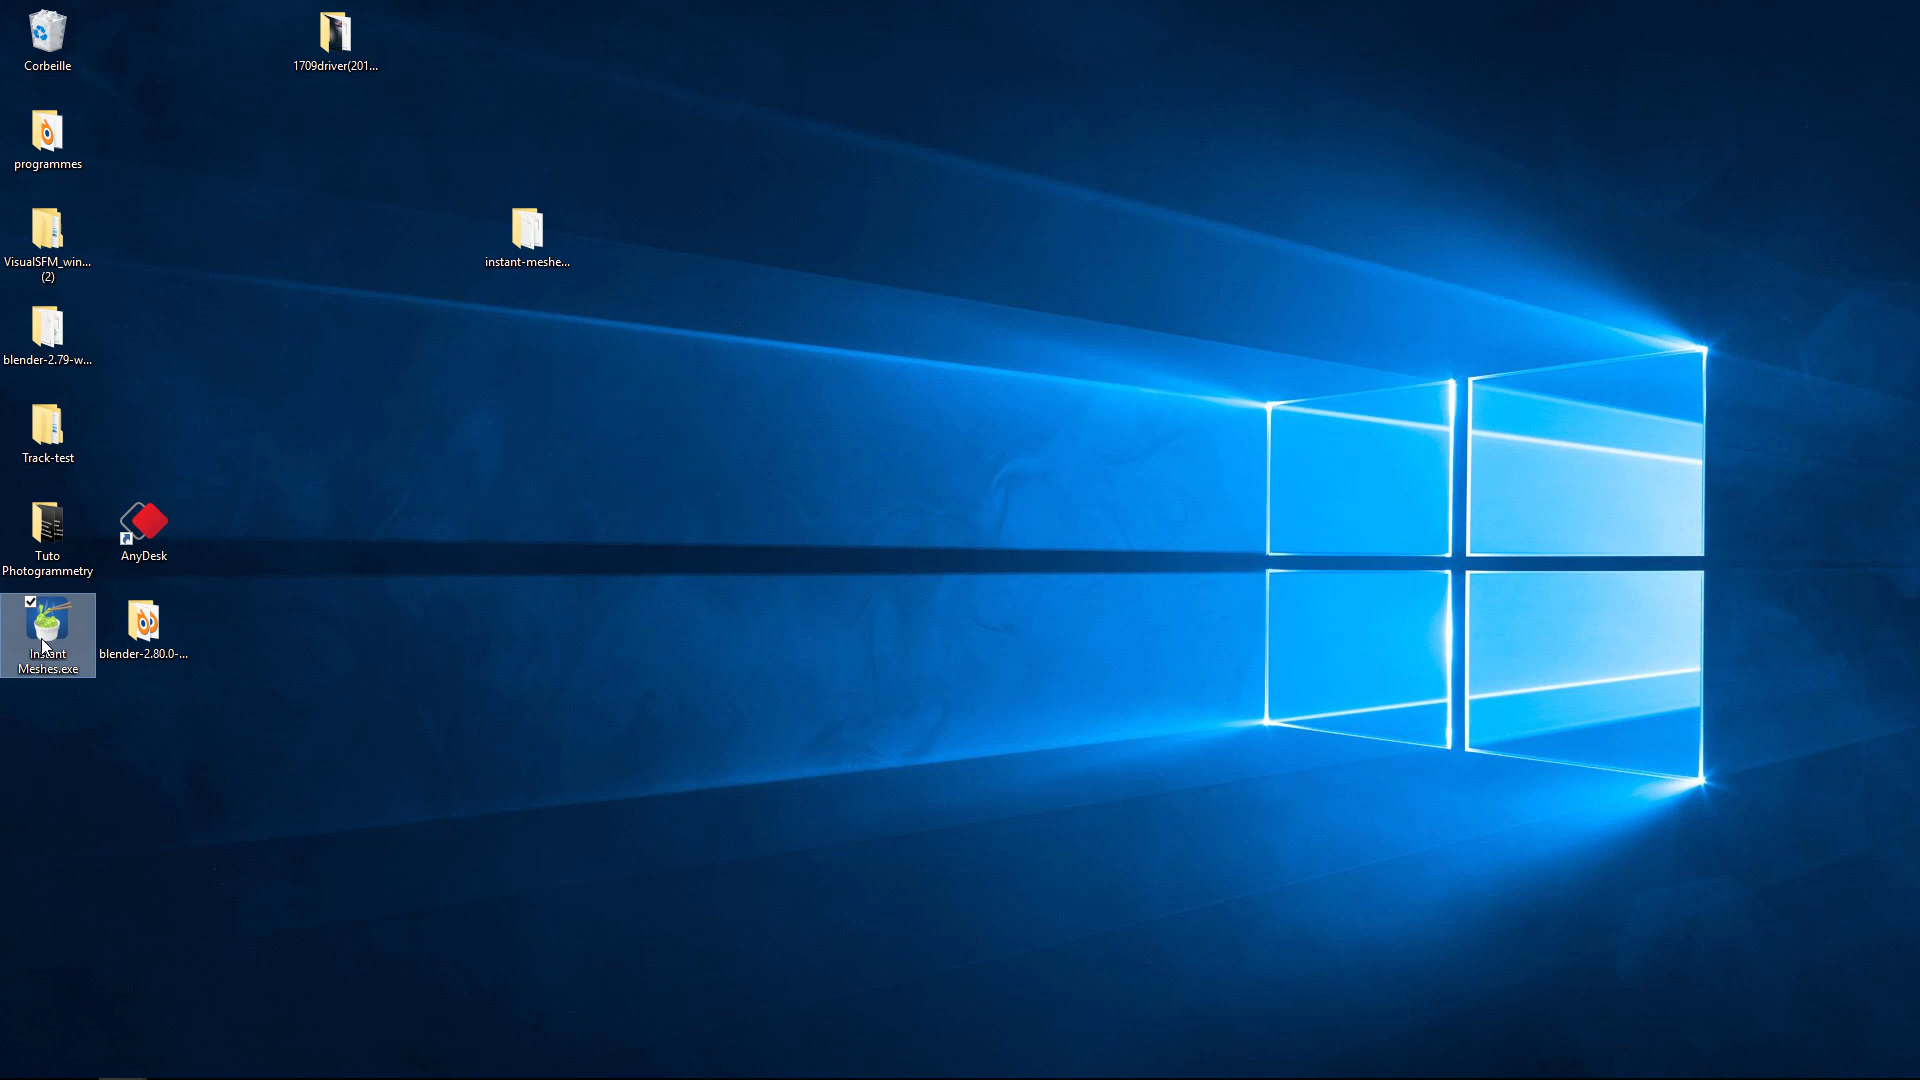 Corbeille
1709driver(201...
programmes
VisualSFM_win...
(2)
instant-meshe...
blender-2.79-w...
Track-test
Tuto
Photogrammetry
AnyDesk
Instant
Meshes.exe
blender-2.80.0-...